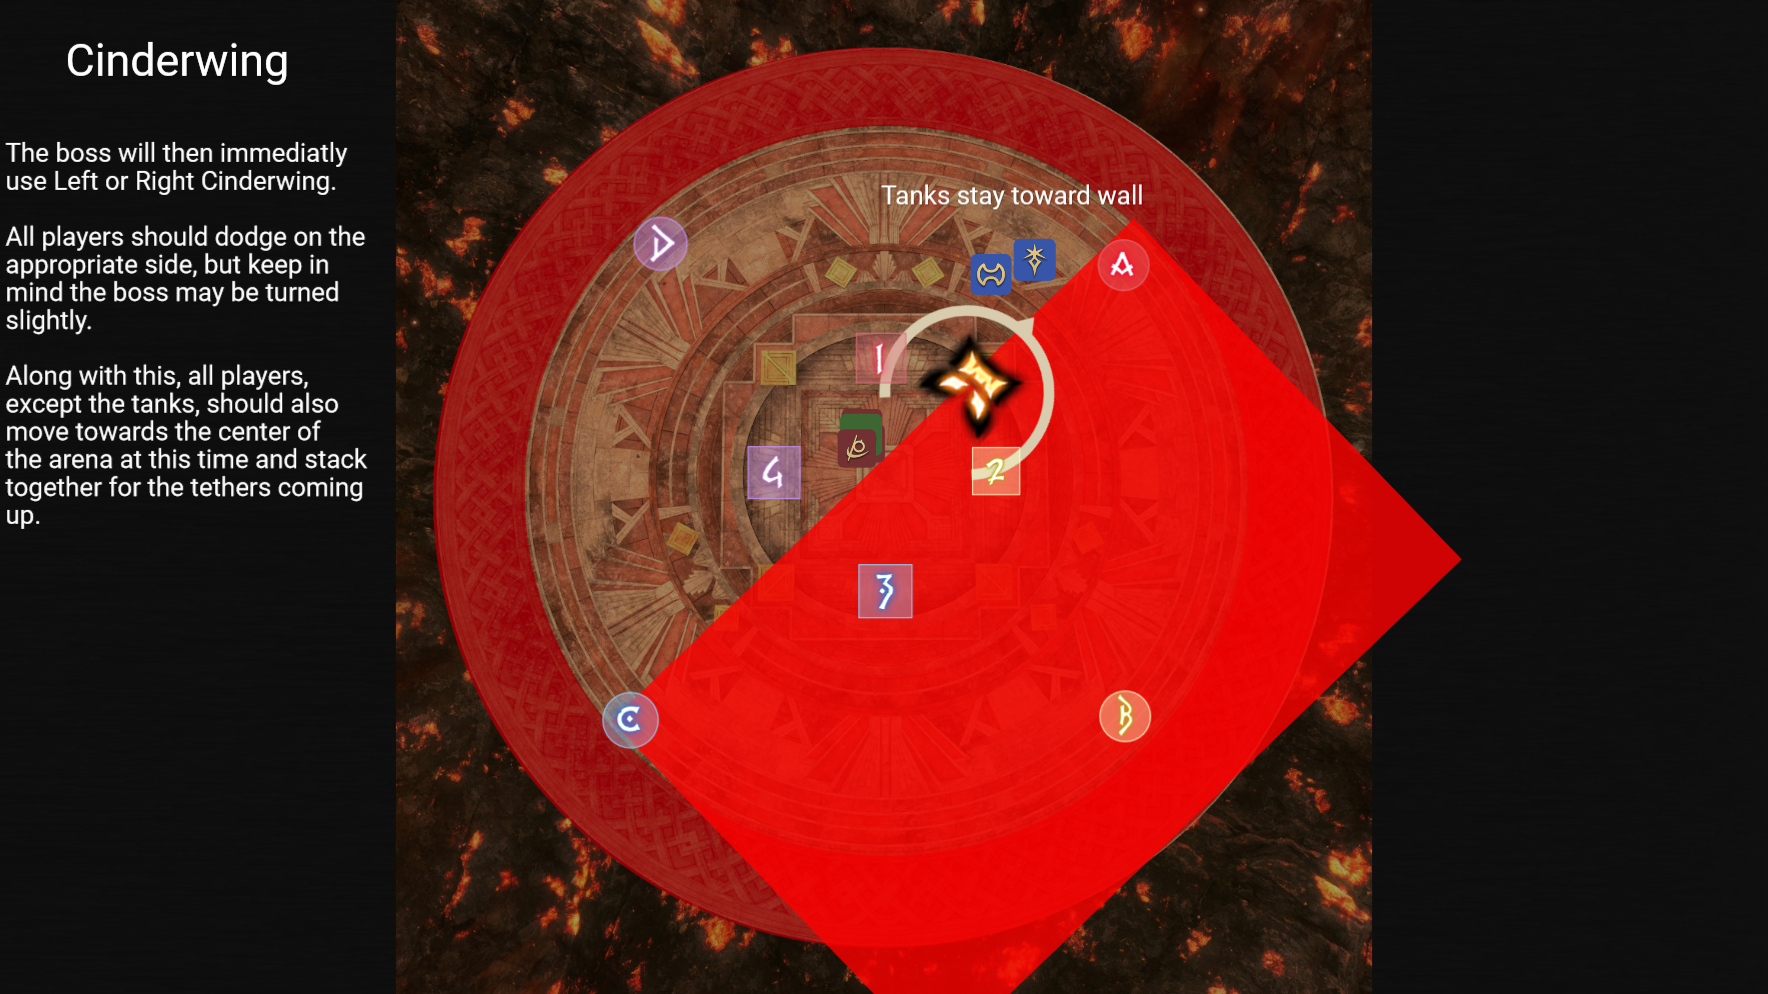 Cinderwing
The boss will then immediatly
use Left or Right Cinderwing.
All players should dodge on the
appropriate side, but keep in
mind the boss may be turned
slightly.
Along with this, all players,
except the tanks, should also
move towards the center of
the arena at this time and stack
together for the tethers coming
up.
Tanks stay toward wall
D
A
1
4
2
3
C
B